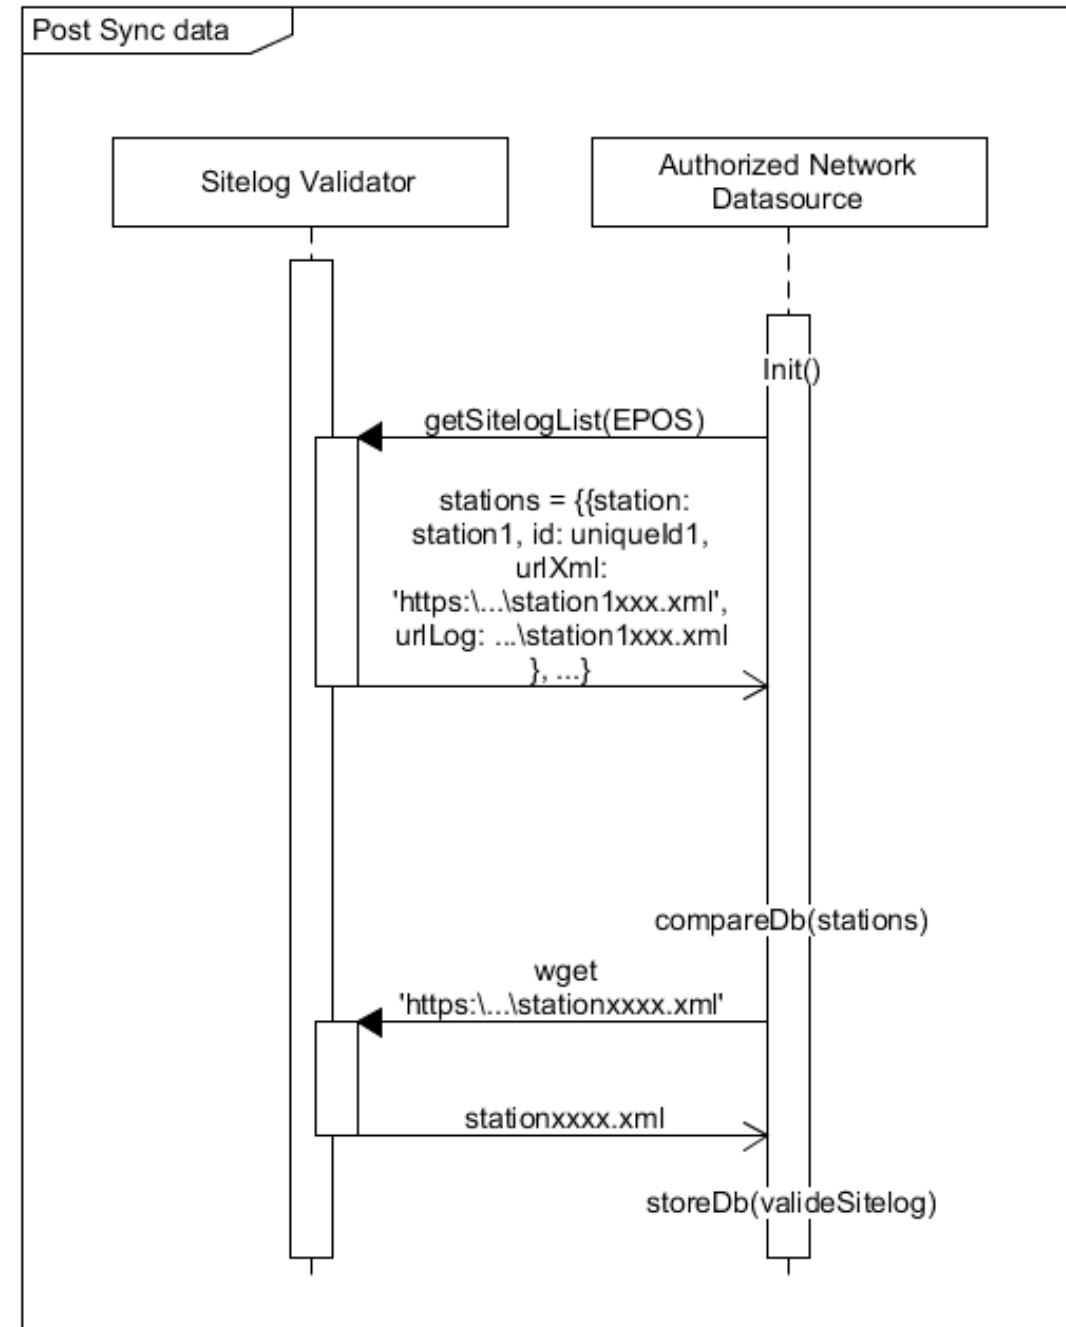 Post Sync data
Sitelog Validator
Authorized Network
Datasource
Init()
getSitelogList(EPOS)
stations = {{station:
station1, id: uniqueId1,
urlXml:
'https:\...\station1xxx.xml',
urlLog: ...\station1xxx.xml
}, ...}
compareDb(stations)
wget
'https:\...\stationxxxx.xml'
stationxxxx.xml
storeDb(valideSitelog)